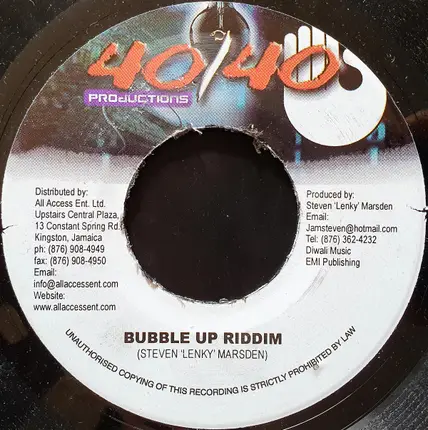 40/40
PRODUCTIONS
Distributed by:
All Access Ent. Ltd.
Upstairs Central Plaza,
13 Constant Spring Rd.
Kingston, Jamaica
ph: (876) 908-4949
fax: (876) 908-4950
Email:
info@allaccessent.com
Website:
www.allaccessent.com
Produced by:
Steven 'Lenky' Marsden
Email:
Jamsteven@hotmail.com
Tel: (876) 362-4232
Diwali Music
EMI Publishing
BUBBLE UP RIDDIM
(STEVEN 'LENKY' MARSDEN)
UNAUTHORISED COPYING OF THIS RECORDING IS STRICTLY PROHIBITED BY LAW